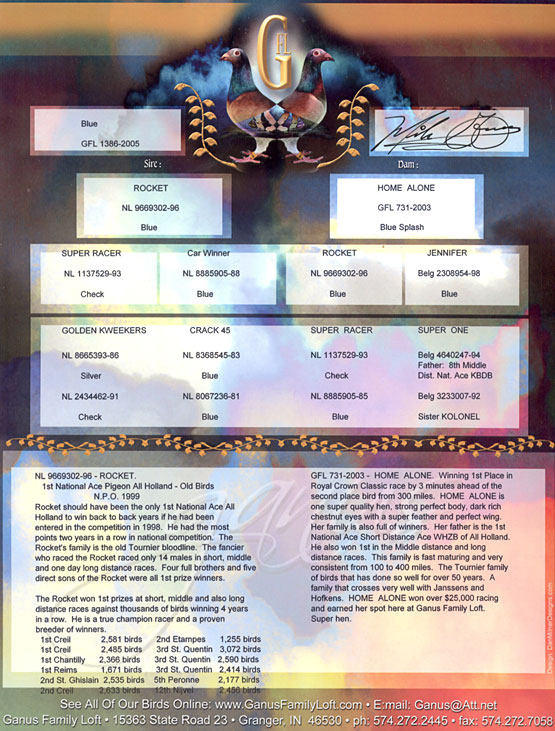 GHL
Blue
GFL 1386-2005
Sire:
Dam:
ROCKET
NL 9669302-96
Blue
HOME ALONE
GFL 731-2003
Blue Splash
SUPER RACER
NL 1137529-93
Check
Car Winner
NL 8885905-88
Blue
ROCKET
NL 9669302-96
Blue
JENNIFER
Belg 2308954-98
Blue
GOLDEN KWEEKERS
NL 8665393-86
Silver
NL 2434462-91
Check
CRACK 45
NL 8368545-83
Blue
NL 8067236-81
Blue
SUPER RACER
NL 1137529-93
Check
NL 8885905-85
Blue
SUPER ONE
Belg 4640247-94
Father: 8th Middle
Dist. Nat. Ace KBDB
Belg 3233007-92
Sister KOLONEL
NL 9669302-96 - ROCKET.
1st National Ace Pigeon All Holland - Old Birds
N.P.O. 1999
Rocket should have been the only 1st National Ace All
Holland to win back to back years if he had been
entered in the competition in 1998. He had the most
points two years in a row in national competition. The
Rocket's family is the old Tournier bloodline. The fancier
who raced the Rocket raced only 14 males in short, middle
and one day long distance races. Four full brothers and five
direct sons of the Rocket were all 1st prize winners.
The Rocket won 1st prizes at short, middle and also long
distance races against thousands of birds winning 4 years
in a row. He is a true champion racer and a proven
breeder of winners.
1st Creil 2,581 birds 2nd Etampes 1,255 birds
1st Creil 2,485 birds 3rd St. Quentin 3,072 birds
1st Chantilly 2,366 birds 3rd St. Quentin 2,590 birds
1st Reims 1,671 birds 3rd St. Quentin 2,414 birds
2nd St. Ghislain 2,535 birds 5th Peronne 2,177 birds
2nd Creil 2,633 birds 12th Nijvel 2,456 birds
GFL 731-2003 - HOME ALONE. Winning 1st Place in
Royal Crown Classic race by 3 minutes ahead of the
second place bird from 300 miles. HOME ALONE is
one super quality hen, strong perfect body, dark rich
chestnut eyes with a super feather and perfect wing.
Her family is also full of winners. Her father is the 1st
National Ace Short Distance Ace WHZB of All Holland.
He also won 1st in the Middle distance and long
distance races. This family is fast maturing and very
consistent from 100 to 400 miles. The Tournier family
of birds that has done so well for over 50 years. A
family that crosses very well with Janssens and
Hofkens. HOME ALONE won over $25,000 racing
and earned her spot here at Ganus Family Loft.
Super hen.
See All Of Our Birds Online: www.GanusFamilyLoft.com • E:mail: Ganus@Att.net
Ganus Family Loft • 15363 State Road 23 • Granger, IN 46530 • ph: 574.272.2445 • fax: 574.272.7058